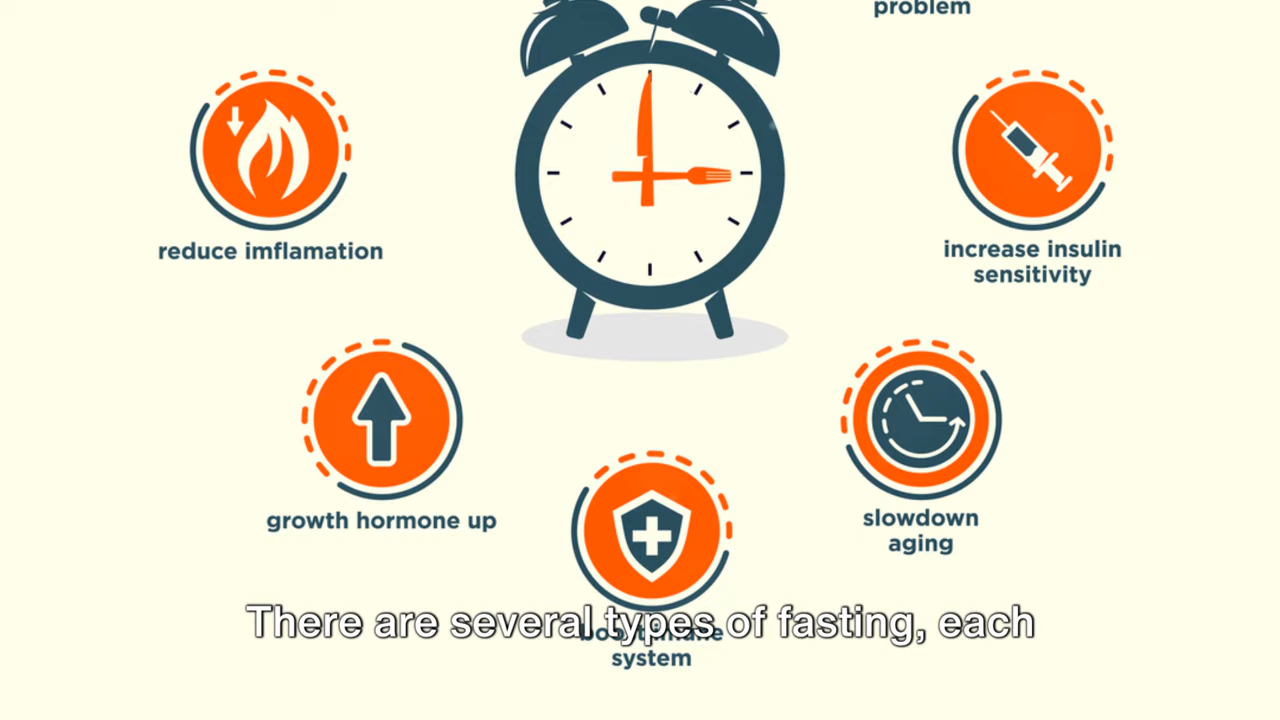 problem
reduce imflamation
increase insulin
sensitivity
growth hormone up
slowdown
aging
There are several types of fasting, each
system